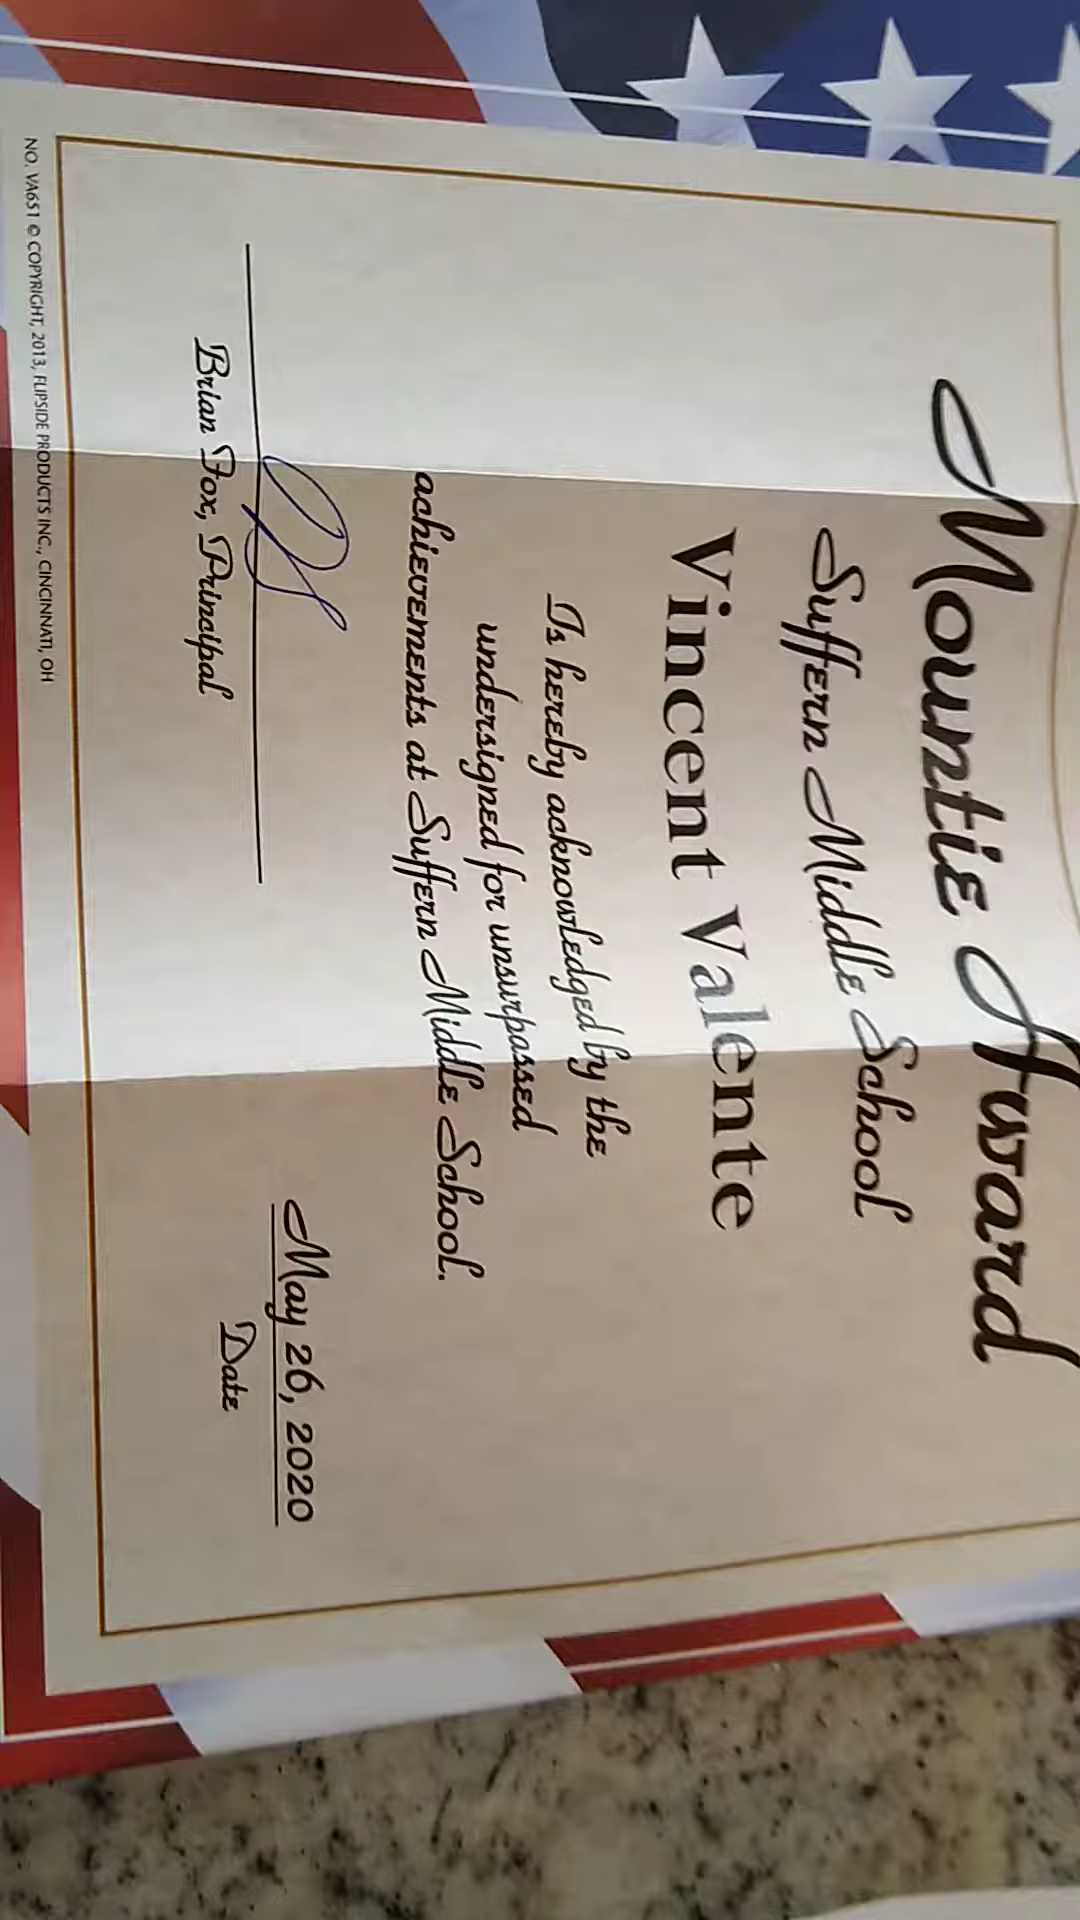 Mountie Award
Suffern Middle School
Vincent Valente
Is hereby acknowledged by the
undersigned for unsurpassed
achievements at Suffern Middle School.
May 26, 2020
Brian Fox, Principal
Date
NO. VA651 © COPYRIGHT, 2013, FLIPSIDE PRODUCTS INC., CINCINNATI, OH